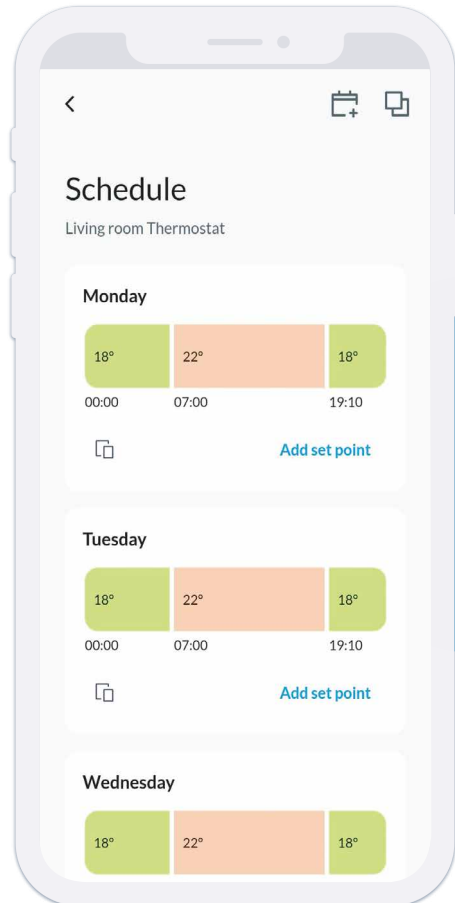 Schedule
Living room Thermostat
Monday
18° 22° 18°
00:00 07:00 19:10
Add set point
Tuesday
18° 22° 18°
00:00 07:00 19:10
Add set point
Wednesday
18° 22° 18°